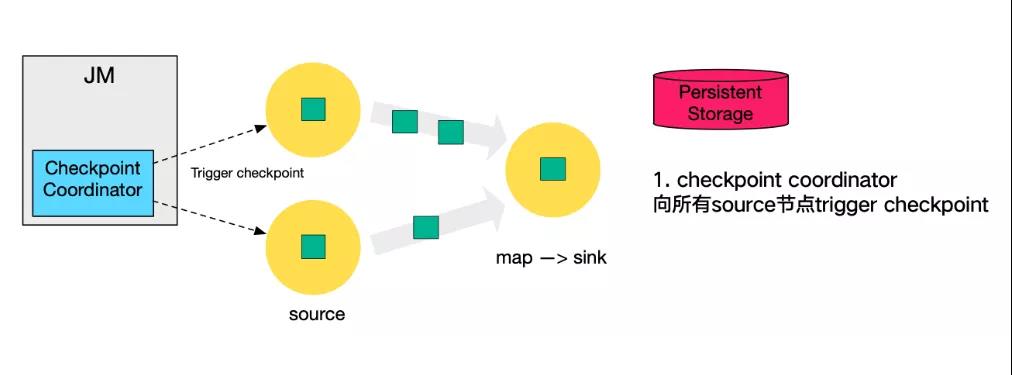 JM
Checkpoint
Coordinator
Trigger checkpoint
source
map —> sink
Persistent
Storage
1. checkpoint coordinator
向所有source节点trigger checkpoint